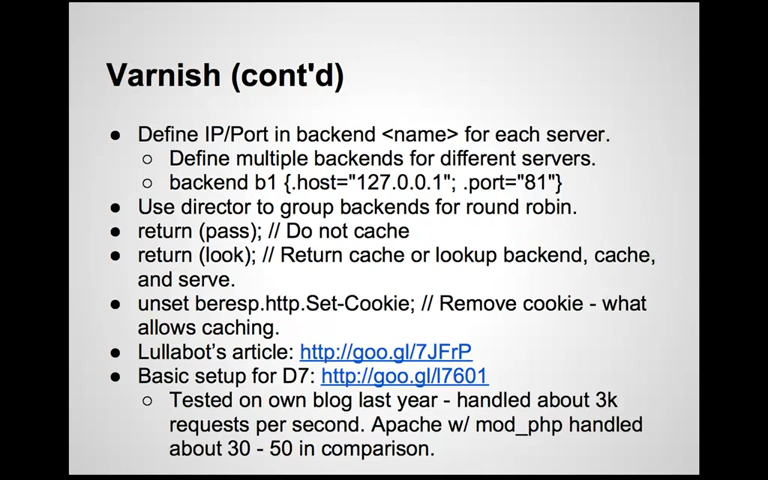 Varnish (cont'd)
● Define IP/Port in backend <name> for each server.
○ Define multiple backends for different servers.
○ backend b1 {.host="127.0.0.1"; .port="81"}
● Use director to group backends for round robin.
● return (pass); // Do not cache
● return (look); // Return cache or lookup backend, cache,
and serve.
● unset beresp.http.Set-Cookie; // Remove cookie - what
allows caching.
● Lullabot's article: http://goo.gl/7JFrP
● Basic setup for D7: http://goo.gl/l7601
○ Tested on own blog last year - handled about 3k
requests per second. Apache w/ mod_php handled
about 30 - 50 in comparison.